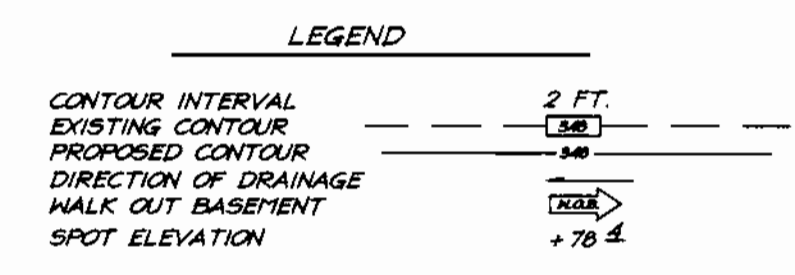 LEGEND
CONTOUR INTERVAL 2 FT.
EXISTING CONTOUR 348
PROPOSED CONTOUR 348
DIRECTION OF DRAINAGE
WALK OUT BASEMENT W.O.B.
SPOT ELEVATION + 78 4